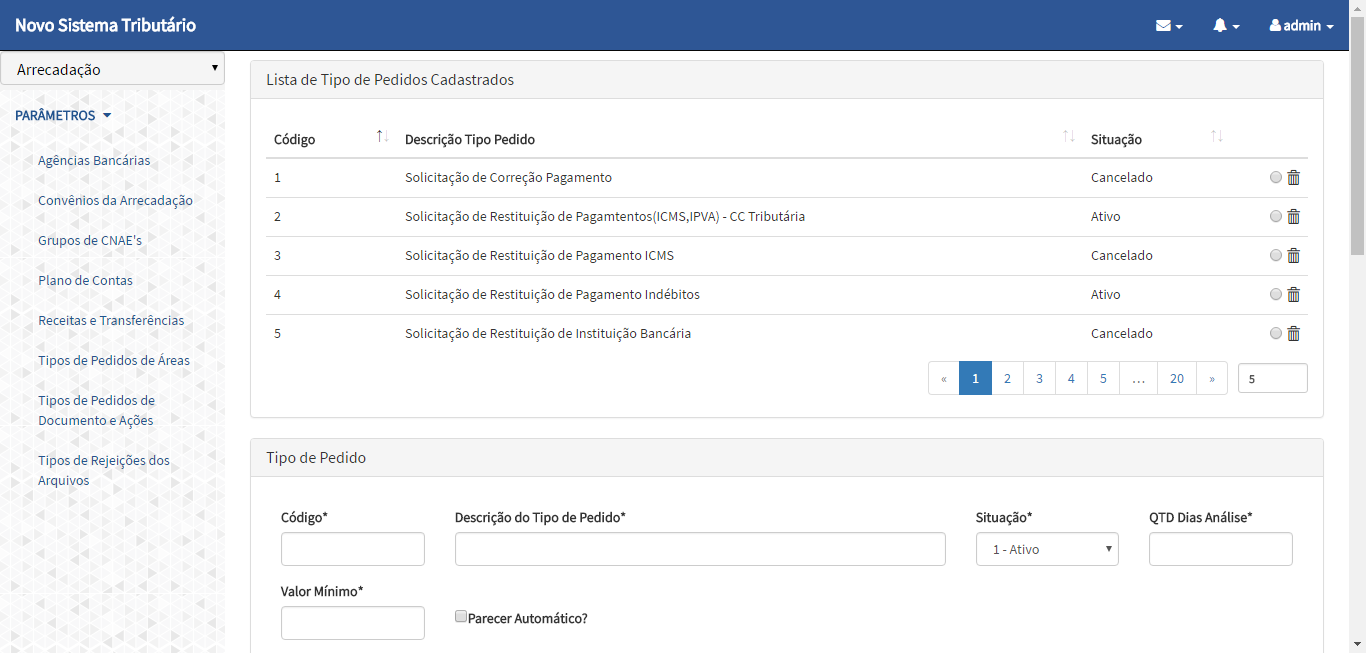 Novo Sistema Tributário
admin
Arrecadação
PARÂMETROS
Agências Bancárias
Convênios da Arrecadação
Grupos de CNAE's
Plano de Contas
Receitas e Transferências
Tipos de Pedidos de Áreas
Tipos de Pedidos de
Documento e Ações
Tipos de Rejeições dos
Arquivos
Lista de Tipo de Pedidos Cadastrados
Código Descrição Tipo Pedido Situação
1 Solicitação de Correção Pagamento Cancelado
2 Solicitação de Restituição de Pagamtentos(ICMS,IPVA) - CC Tributária Ativo
3 Solicitação de Restituição de Pagamento ICMS Cancelado
4 Solicitação de Restituição de Pagamento Indébitos Ativo
5 Solicitação de Restituição de Instituição Bancária Cancelado
« 1 2 3 4 5 ... 20 » 5
Tipo de Pedido
Código* Descrição do Tipo de Pedido* Situação* QTD Dias Análise*
1 - Ativo
Valor Mínimo*
Parecer Automático?